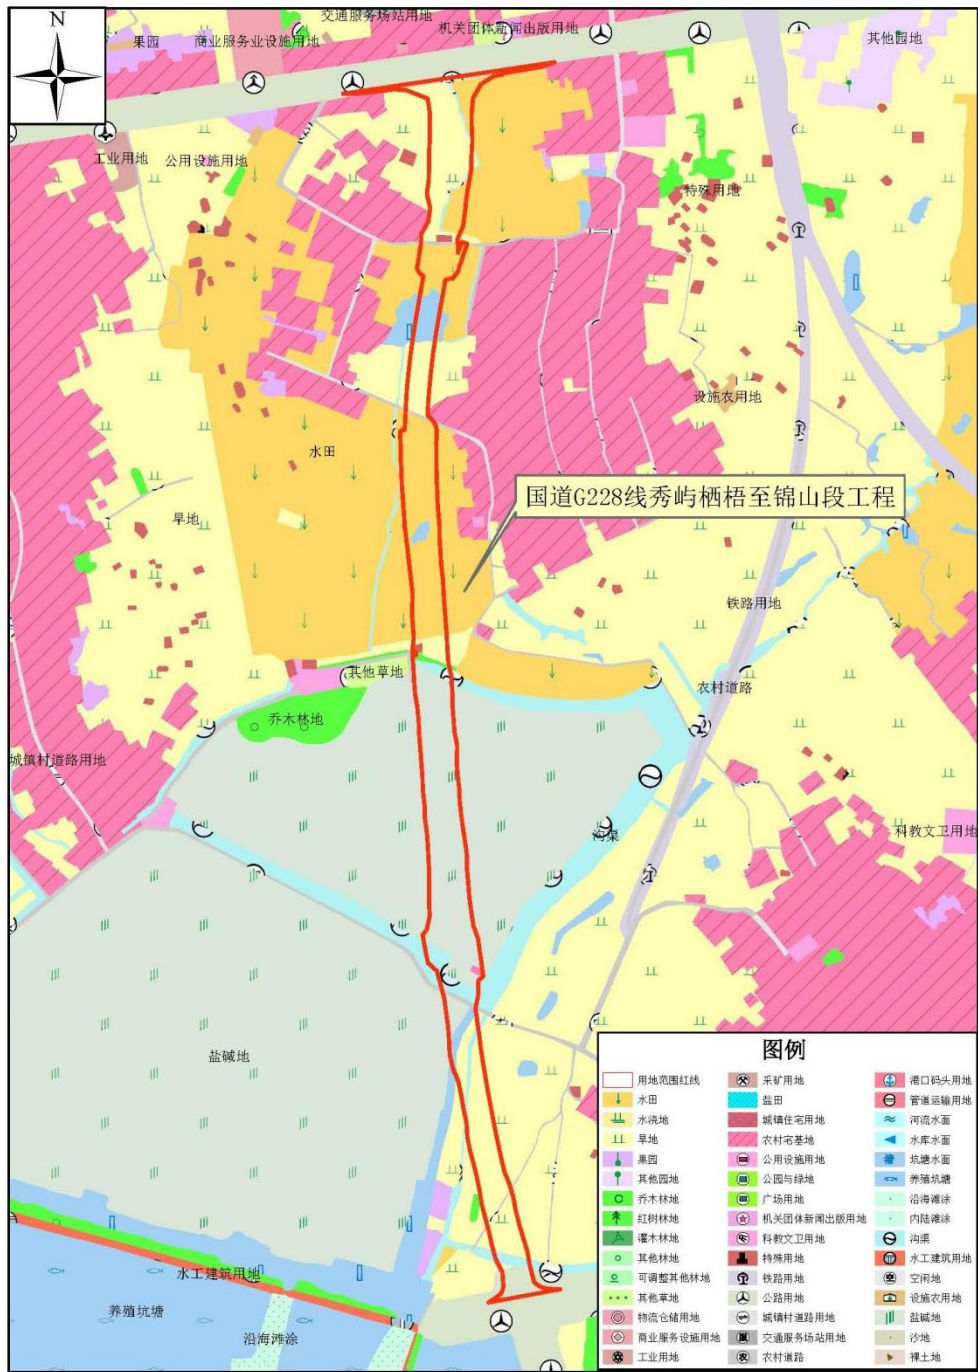 N
交通服务场站用地
机关团体新闻出版用地
果园
商业服务业设施用地
其他园地
工业用地
公用设施用地
特殊用地
设施农用地
水田
国道G228线秀屿栖梧至锦山段工程
旱地
铁路用地
其他草地
农村道路
乔木林地
城镇村道路用地
沟渠
科教文卫用地
盐碱地
水工建筑用地
养殖坑塘
沿海滩涂
图例
用地范围红线
水田
水浇地
旱地
果园
其他园地
乔木林地
红树林地
灌木林地
其他林地
可调整其他林地
其他草地
物流仓储用地
商业服务设施用地
工业用地
采矿用地
盐田
城镇住宅用地
农村宅基地
公用设施用地
公园与绿地
广场用地
机关团体新闻出版用地
科教文卫用地
特殊用地
铁路用地
公路用地
城镇村道路用地
交通服务场站用地
农村道路
港口码头用地
管道运输用地
河流水面
水库水面
坑塘水面
养殖坑塘
沿海滩涂
内陆滩涂
沟渠
水工建筑用地
空闲地
设施农用地
盐碱地
沙地
裸土地